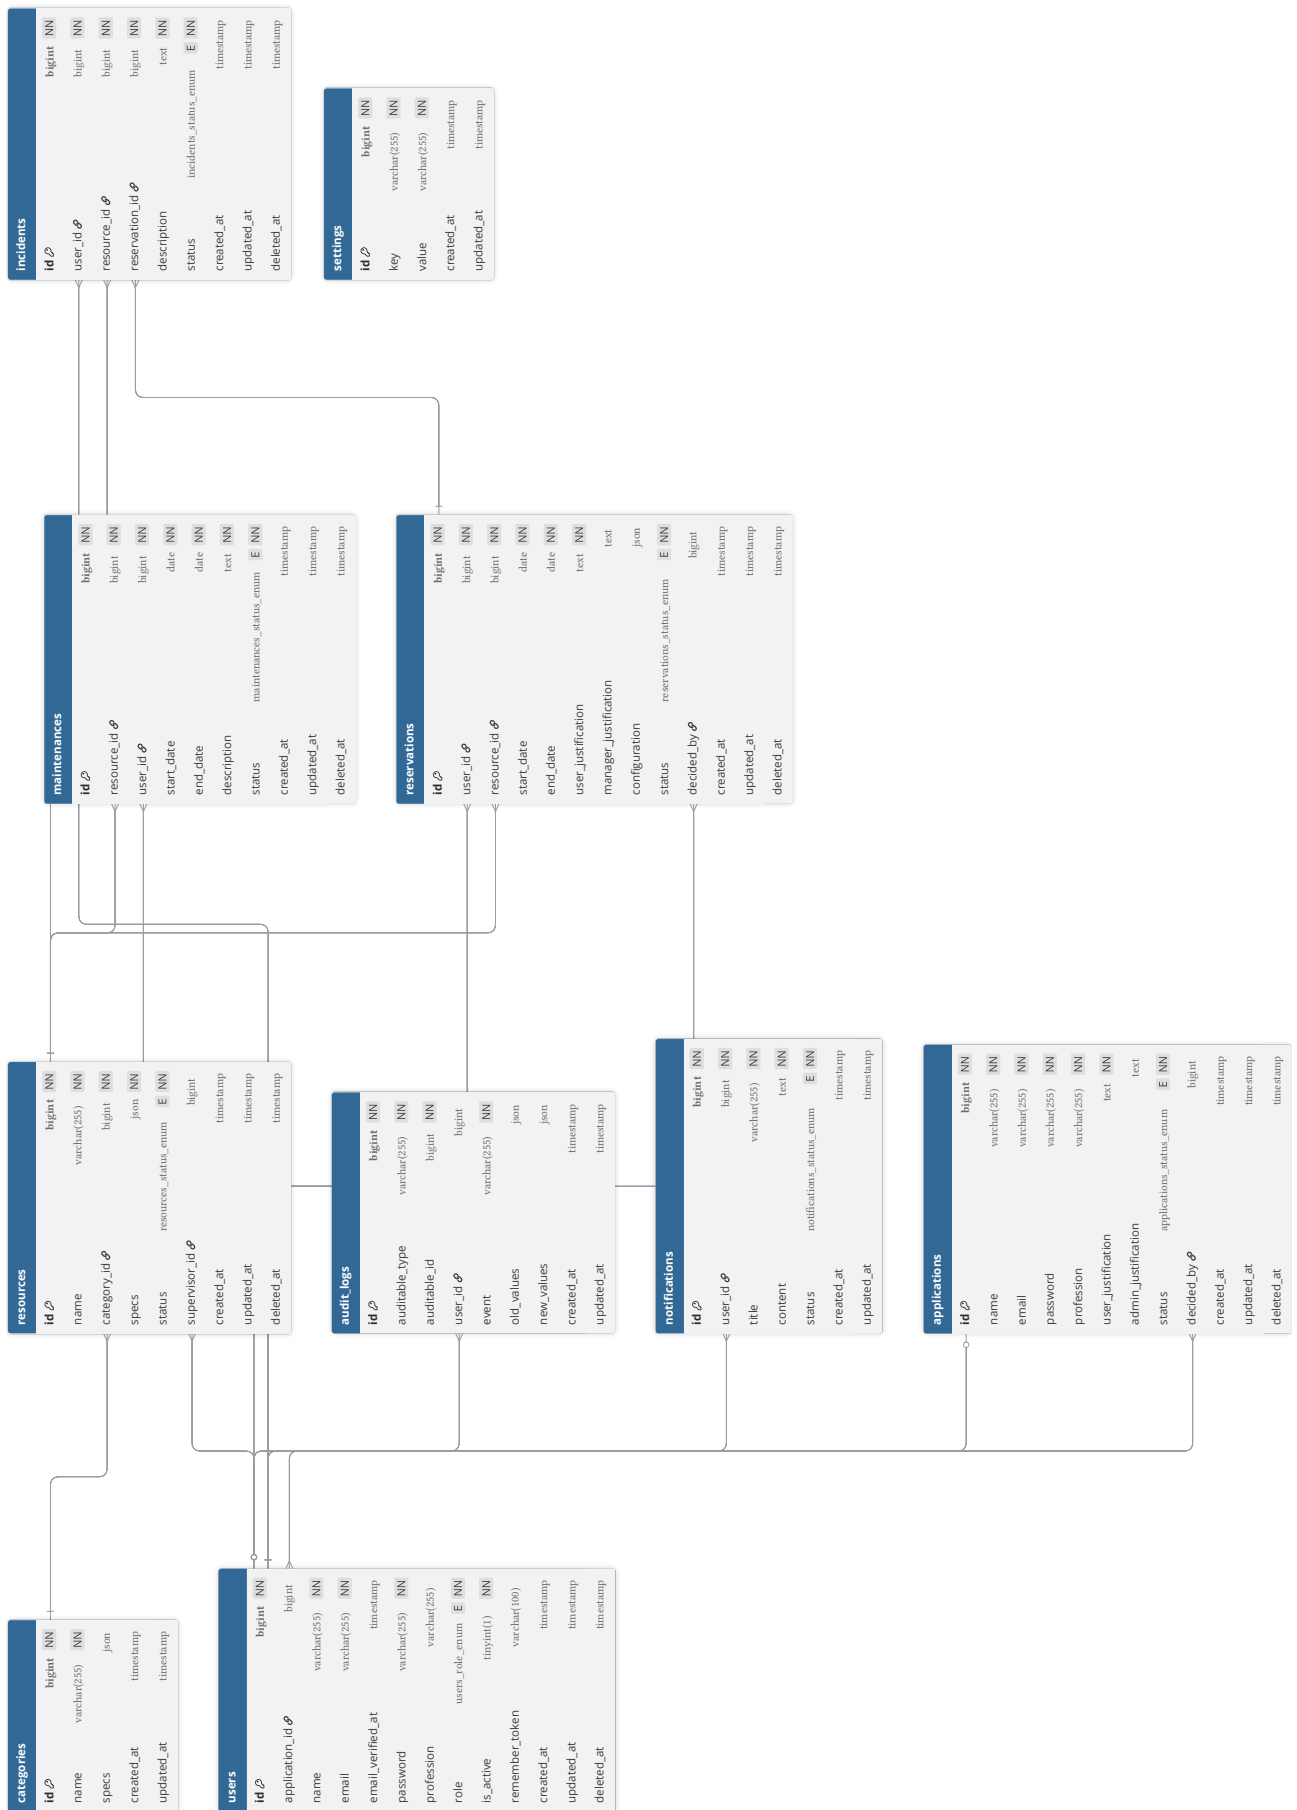 categories
id bigint NN
name varchar(255) NN
specs json
created_at timestamp
updated_at timestamp
users
id bigint NN
application_id bigint
name varchar(255) NN
email varchar(255) NN
email_verified_at timestamp
password varchar(255) NN
profession varchar(255)
role users_role_enum E NN
is_active tinyint(1) NN
remember_token varchar(100)
created_at timestamp
updated_at timestamp
deleted_at timestamp
resources
id bigint NN
name varchar(255) NN
category_id bigint NN
specs json NN
status resources_status_enum E NN
supervisor_id bigint
created_at timestamp
updated_at timestamp
deleted_at timestamp
audit_logs
id bigint NN
auditable_type varchar(255) NN
auditable_id bigint NN
user_id bigint
event varchar(255) NN
old_values json
new_values json
created_at timestamp
updated_at timestamp
notifications
id bigint NN
user_id bigint NN
title varchar(255) NN
content text NN
status notifications_status_enum E NN
created_at timestamp
updated_at timestamp
applications
id bigint NN
name varchar(255) NN
email varchar(255) NN
password varchar(255) NN
profession varchar(255) NN
user_justification text NN
admin_justification text
status applications_status_enum E NN
decided_by bigint
created_at timestamp
updated_at timestamp
deleted_at timestamp
maintenances
id bigint NN
resource_id bigint NN
user_id bigint NN
start_date date NN
end_date date NN
description text NN
status maintenances_status_enum E NN
created_at timestamp
updated_at timestamp
deleted_at timestamp
reservations
id bigint NN
user_id bigint NN
resource_id bigint NN
start_date date NN
end_date date NN
user_justification text NN
manager_justification text
configuration json
status reservations_status_enum E NN
decided_by bigint
created_at timestamp
updated_at timestamp
deleted_at timestamp
incidents
id bigint NN
user_id bigint NN
resource_id bigint NN
reservation_id bigint NN
description text NN
status incidents_status_enum E NN
created_at timestamp
updated_at timestamp
deleted_at timestamp
settings
id bigint NN
key varchar(255) NN
value varchar(255) NN
created_at timestamp
updated_at timestamp